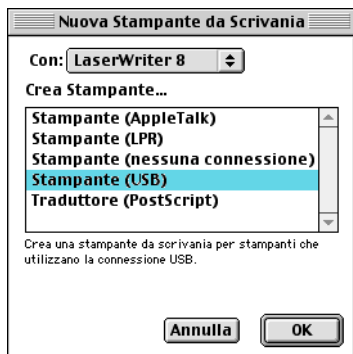 Nuova Stampante da Scrivania
Con: LaserWriter 8
Crea Stampante...
Stampante (AppleTalk)
Stampante (LPR)
Stampante (nessuna connessione)
Stampante (USB)
Traduttore (PostScript)
Crea una stampante da scrivania per stampanti che
utilizzano la connessione USB.
Annulla OK